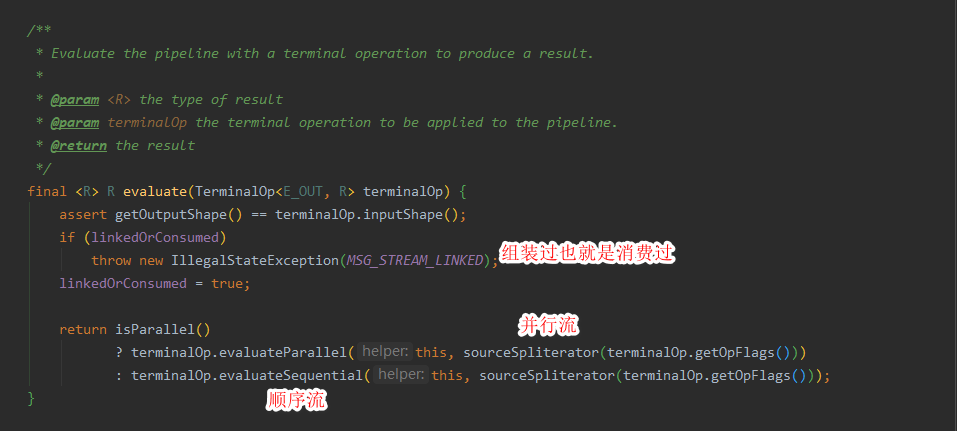 /**
* Evaluate the pipeline with a terminal operation to produce a result.
*
* @param <R> the type of result
* @param terminalOp the terminal operation to be applied to the pipeline.
* @return the result
*/
final <R> R evaluate(TerminalOp<E_OUT, R> terminalOp) {
assert getOutputShape() == terminalOp.inputShape();
if (linkedOrConsumed)
throw new IllegalStateException(MSG_STREAM_LINKED); 组装过也就是消费过
linkedOrConsumed = true;
并行流
return isParallel()
? terminalOp.evaluateParallel( helper: this, sourceSpliterator(terminalOp.getOpFlags()))
: terminalOp.evaluateSequential( helper: this, sourceSpliterator(terminalOp.getOpFlags()));
顺序流
}